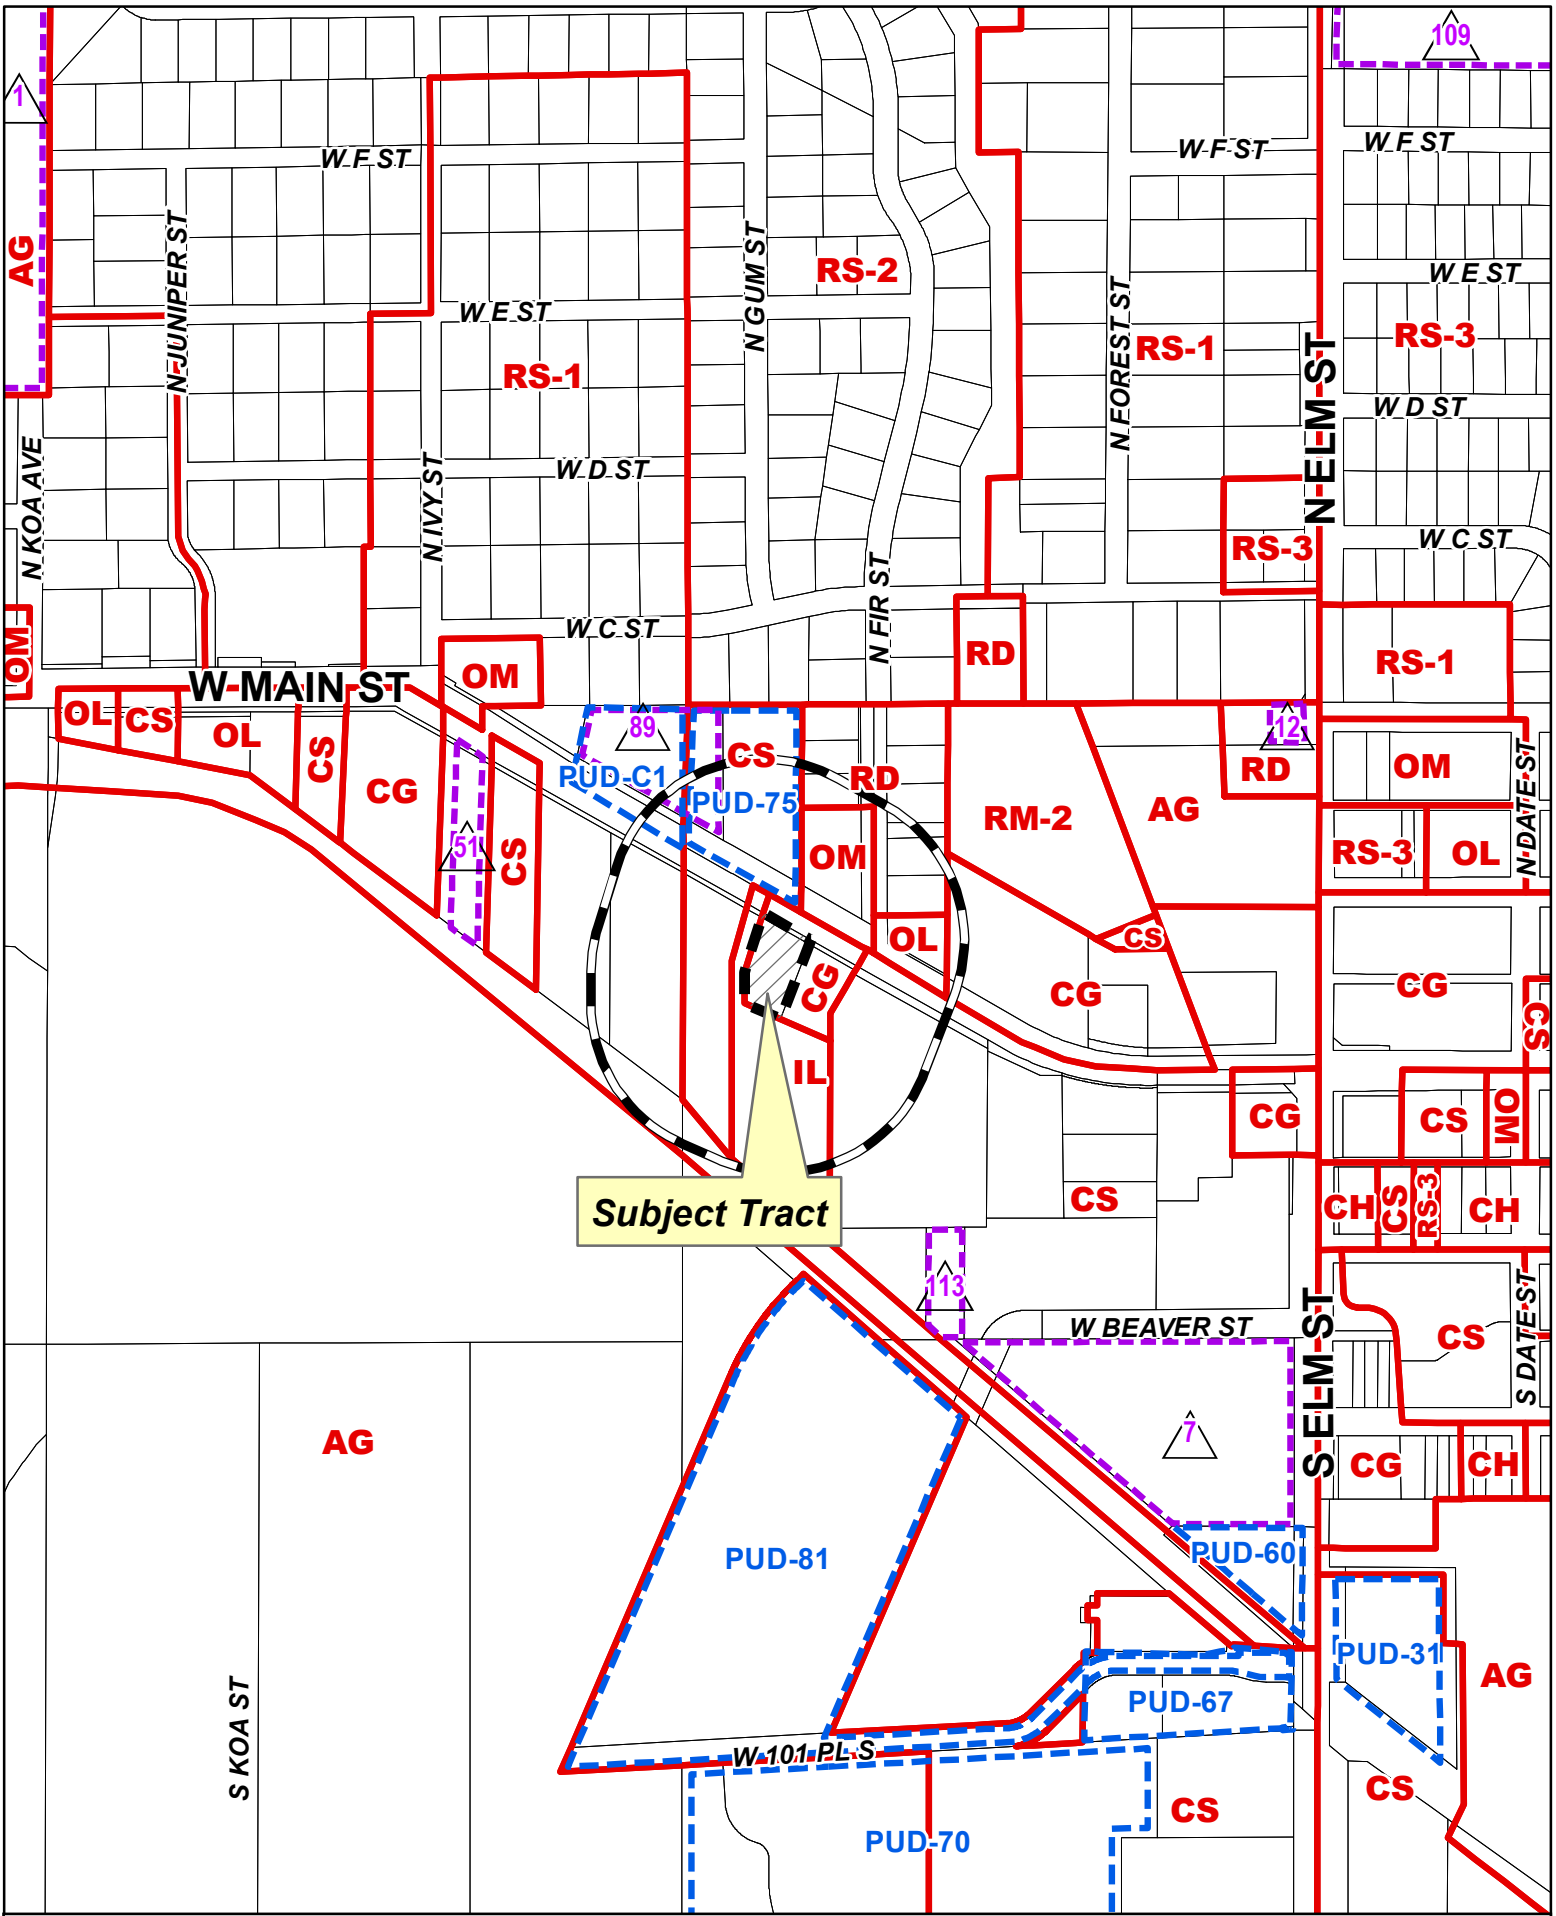 109
1
W F ST
W F ST
W F ST
AG
N JUNIPER ST
N GUM ST
RS-2
W E ST
W E ST
N FOREST ST
RS-1
RS-3
RS-1
N ELM ST
W D ST
W D ST
N KOA AVE
N IVY ST
RS-3
W C ST
N FIR ST
W C ST
OM
RD
RS-1
OM
W MAIN ST
OL
CS
OL
CS
CG
51
CS
89
PUD-C1
CS
PUD-75
RD
OM
OL
RM-2
AG
12
RD
OM
N DATE ST
RS-3
OL
CS
CG
CG
CG
CS
IL
CG
CS
OM
Subject Tract
CS
CH
CS
RS-3
CH
113
W BEAVER ST
S ELM ST
CS
S DATE ST
AG
7
CG
CH
PUD-81
PUD-60
PUD-31
AG
PUD-67
S KOA ST
W 101 PL S
CS
CS
PUD-70